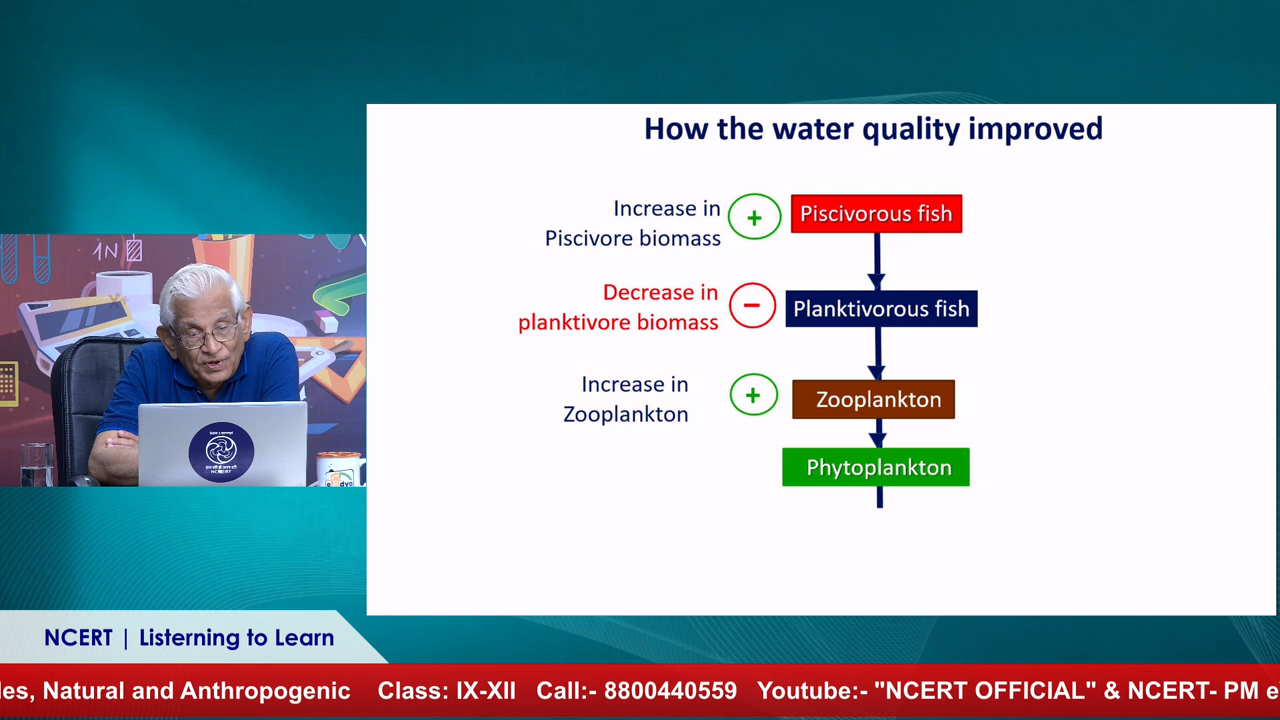 How the water quality improved
Increase in
Piscivore biomass
+
Piscivorous fish
Decrease in
planktivore biomass
−
Planktivorous fish
Increase in
Zooplankton
+
Zooplankton
Phytoplankton
NCERT
NCERT | Listerning to Learn
les, Natural and Anthropogenic Class: IX-XII Call:- 8800440559 Youtube:- "NCERT OFFICIAL" & NCERT- PM e